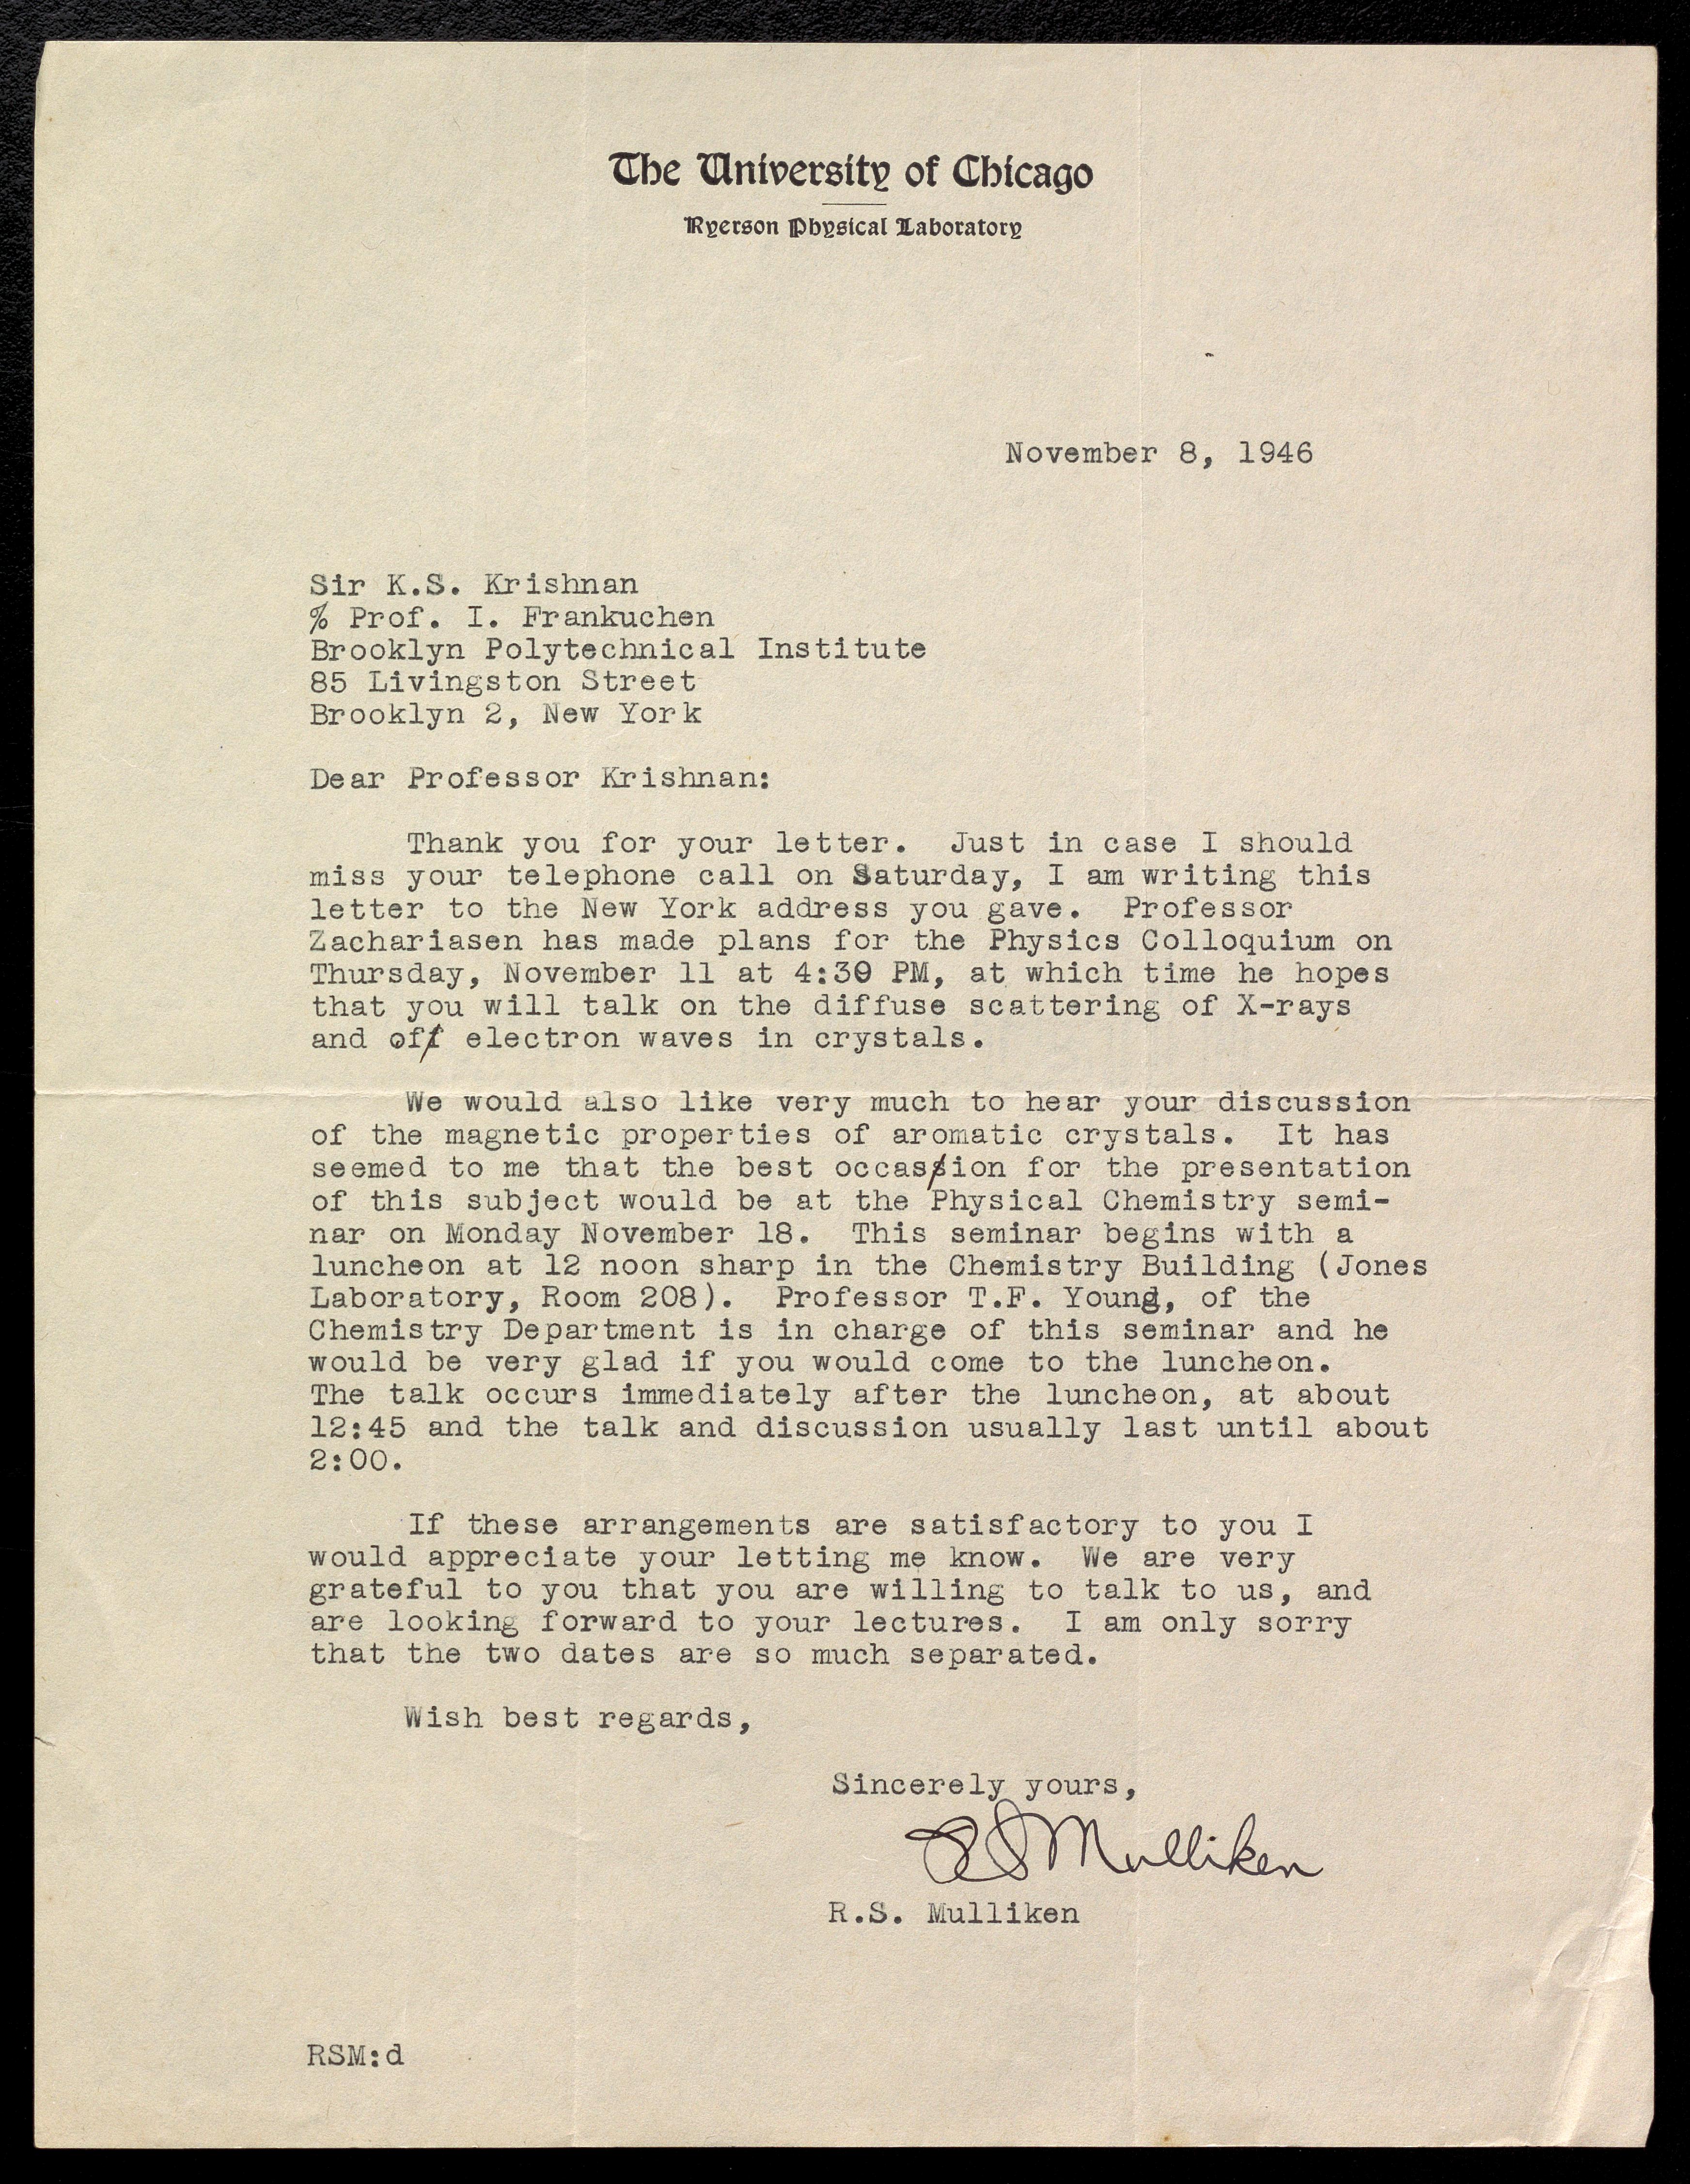 The University of Chicago
Ryerson Physical Laboratory
November 8, 1946
Sir K.S. Krishnan
% Prof. I. Frankuchen
Brooklyn Polytechnical Institute
85 Livingston Street
Brooklyn 2, New York
Dear Professor Krishnan:
Thank you for your letter. Just in case I should
miss your telephone call on Saturday, I am writing this
letter to the New York address you gave. Professor
Zachariasen has made plans for the Physics Colloquium on
Thursday, November 11 at 4:30 PM, at which time he hopes
that you will talk on the diffuse scattering of X-rays
and of electron waves in crystals.
We would also like very much to hear your discussion
of the magnetic properties of aromatic crystals. It has
seemed to me that the best occasion for the presentation
of this subject would be at the Physical Chemistry semi-
nar on Monday November 18. This seminar begins with a
luncheon at 12 noon sharp in the Chemistry Building (Jones
Laboratory, Room 208). Professor T.F. Young, of the
Chemistry Department is in charge of this seminar and he
would be very glad if you would come to the luncheon.
The talk occurs immediately after the luncheon, at about
12:45 and the talk and discussion usually last until about
2:00.
If these arrangements are satisfactory to you I
would appreciate your letting me know. We are very
grateful to you that you are willing to talk to us, and
are looking forward to your lectures. I am only sorry
that the two dates are so much separated.
Wish best regards,
Sincerely yours,
RS Mulliken
R.S. Mulliken
RSM:d